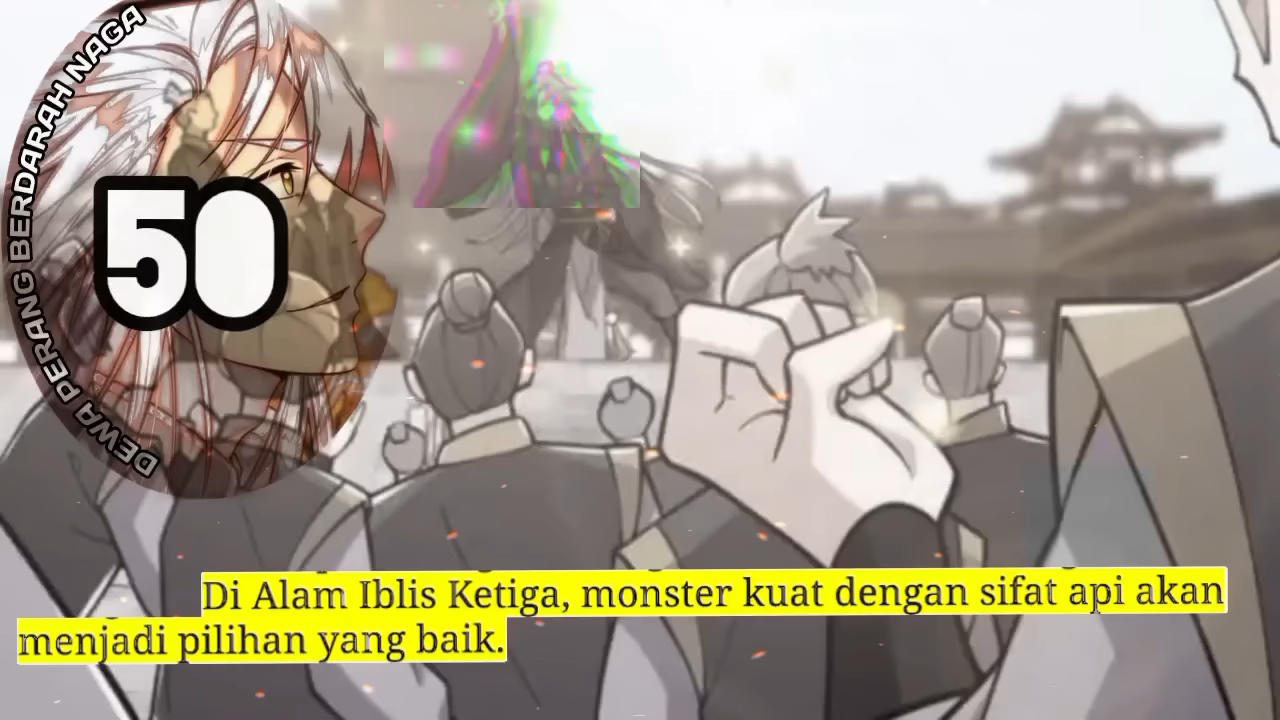 DEWA PERANG BERDARAH NAGA
50
Di Alam Iblis Ketiga, monster kuat dengan sifat api akan
menjadi pilihan yang baik.